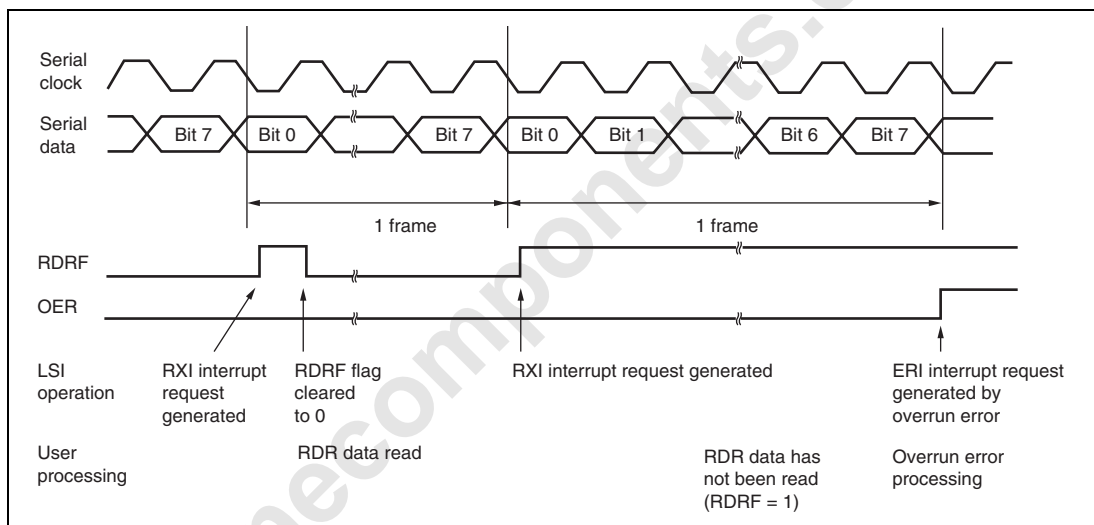 Serial
clock
Serial
data
Bit 7 Bit 0 Bit 7 Bit 0 Bit 1 Bit 6 Bit 7
1 frame 1 frame
RDRF
OER
LSI
operation
RXI interrupt
request
generated
RDRF flag
cleared
to 0
RXI interrupt request generated
ERI interrupt request
generated by
overrun error
User
processing
RDR data read
RDR data has
not been read
(RDRF = 1)
Overrun error
processing
necomponents.